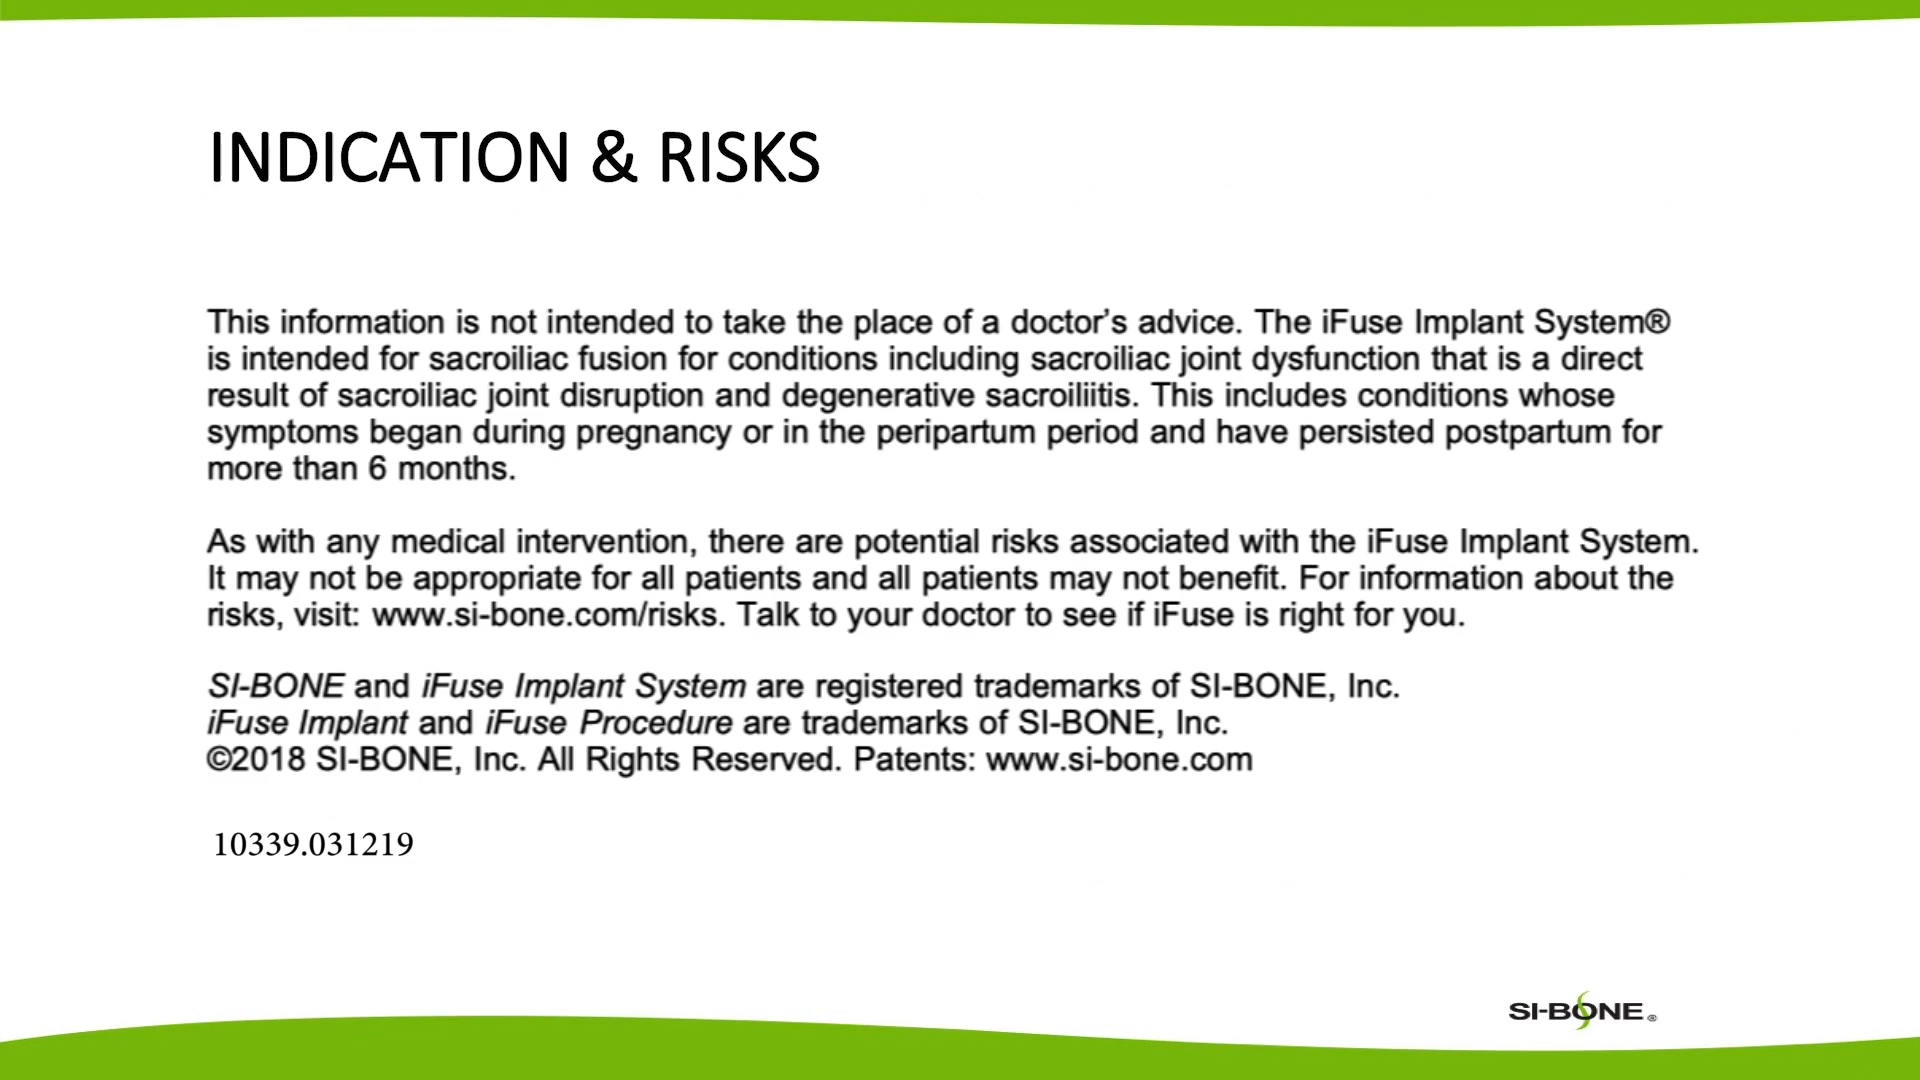 INDICATION & RISKS
This information is not intended to take the place of a doctor’s advice. The iFuse Implant System®
is intended for sacroiliac fusion for conditions including sacroiliac joint dysfunction that is a direct
result of sacroiliac joint disruption and degenerative sacroiliitis. This includes conditions whose
symptoms began during pregnancy or in the peripartum period and have persisted postpartum for
more than 6 months.
As with any medical intervention, there are potential risks associated with the iFuse Implant System.
It may not be appropriate for all patients and all patients may not benefit. For information about the
risks, visit: www.si-bone.com/risks. Talk to your doctor to see if iFuse is right for you.
SI-BONE and iFuse Implant System are registered trademarks of SI-BONE, Inc.
iFuse Implant and iFuse Procedure are trademarks of SI-BONE, Inc.
©2018 SI-BONE, Inc. All Rights Reserved. Patents: www.si-bone.com
10339.031219
SI-BONE®